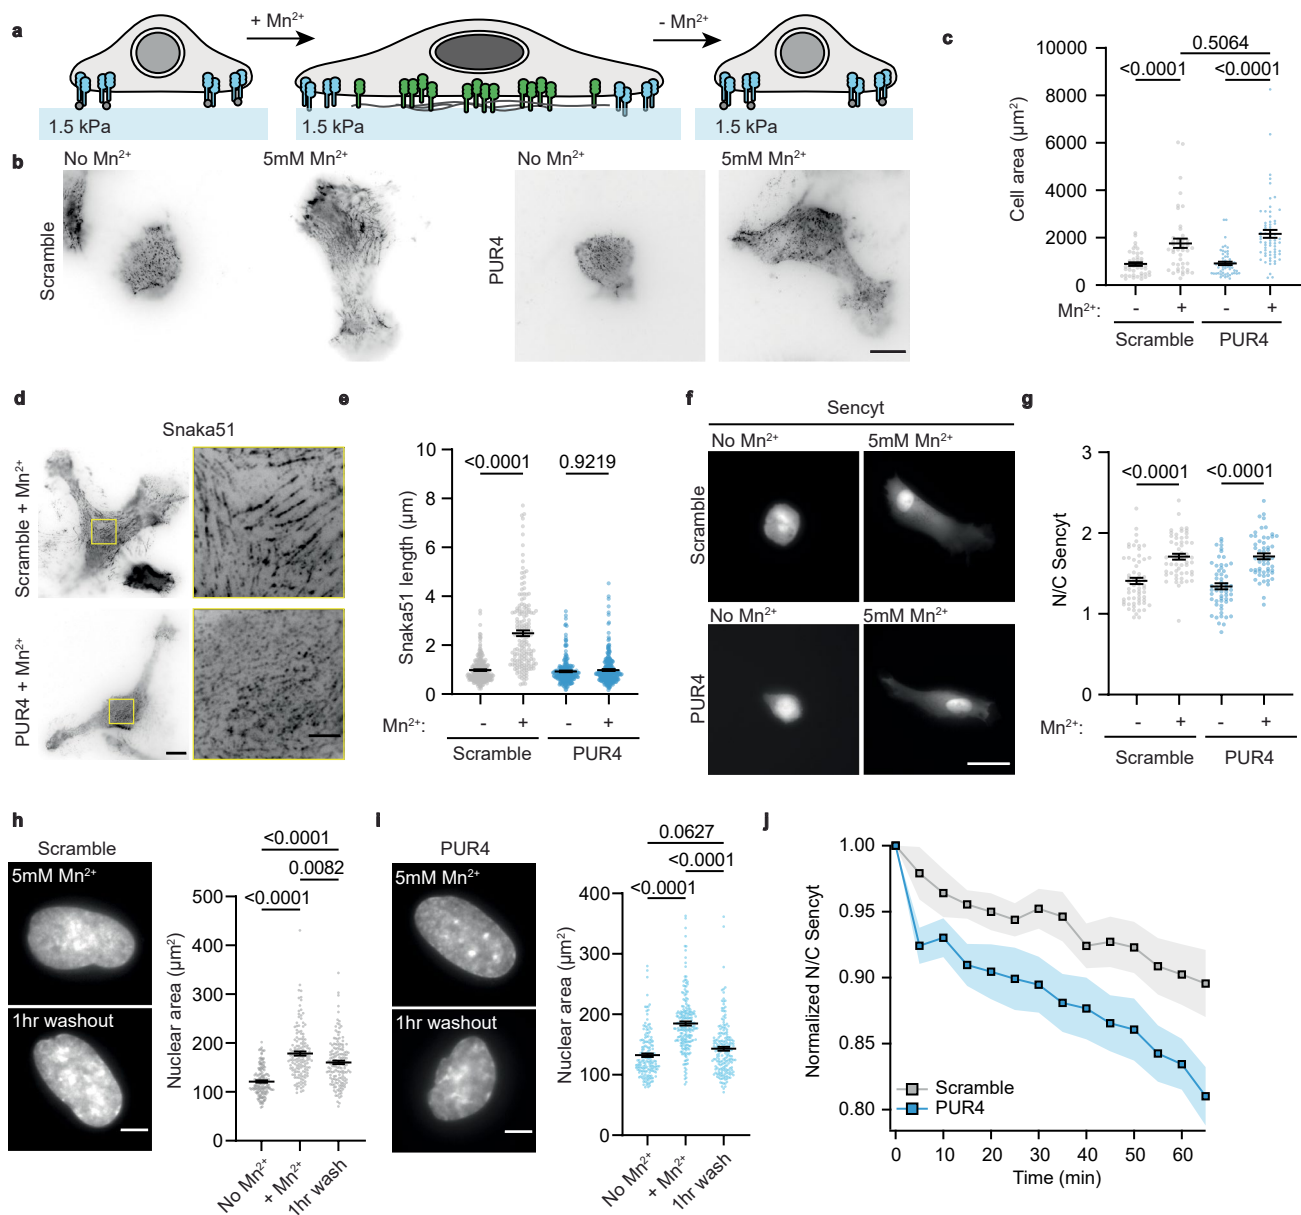 a
+ Mn²⁺
- Mn²⁺
1.5 kPa
1.5 kPa
1.5 kPa
b
No Mn²⁺
5mM Mn²⁺
No Mn²⁺
5mM Mn²⁺
Scramble
PUR4
c
0.5064
<0.0001
<0.0001
10000
8000
6000
4000
2000
0
Cell area (μm²)
Mn²⁺:
-
+
-
+
Scramble
PUR4
d
Snaka51
Scramble + Mn²⁺
PUR4 + Mn²⁺
e
<0.0001
0.9219
10
8
6
4
2
0
Snaka51 length (μm)
Mn²⁺:
-
+
-
+
Scramble
PUR4
f
Sencyt
No Mn²⁺
5mM Mn²⁺
Scramble
No Mn²⁺
5mM Mn²⁺
PUR4
g
<0.0001
<0.0001
3
2
1
0
N/C Sencyt
Mn²⁺:
-
+
-
+
Scramble
PUR4
h
Scramble
5mM Mn²⁺
1hr washout
<0.0001
0.0082
<0.0001
500
400
300
200
100
0
Nuclear area (μm²)
No Mn²⁺
+ Mn²⁺
1hr wash
I
PUR4
5mM Mn²⁺
1hr washout
0.0627
<0.0001
<0.0001
400
300
200
100
0
Nuclear area (μm²)
No Mn²⁺
+ Mn²⁺
1hr wash
j
1.00
0.95
0.90
0.85
0.80
Normalized N/C Sencyt
Scramble
PUR4
0
10
20
30
40
50
60
Time (min)